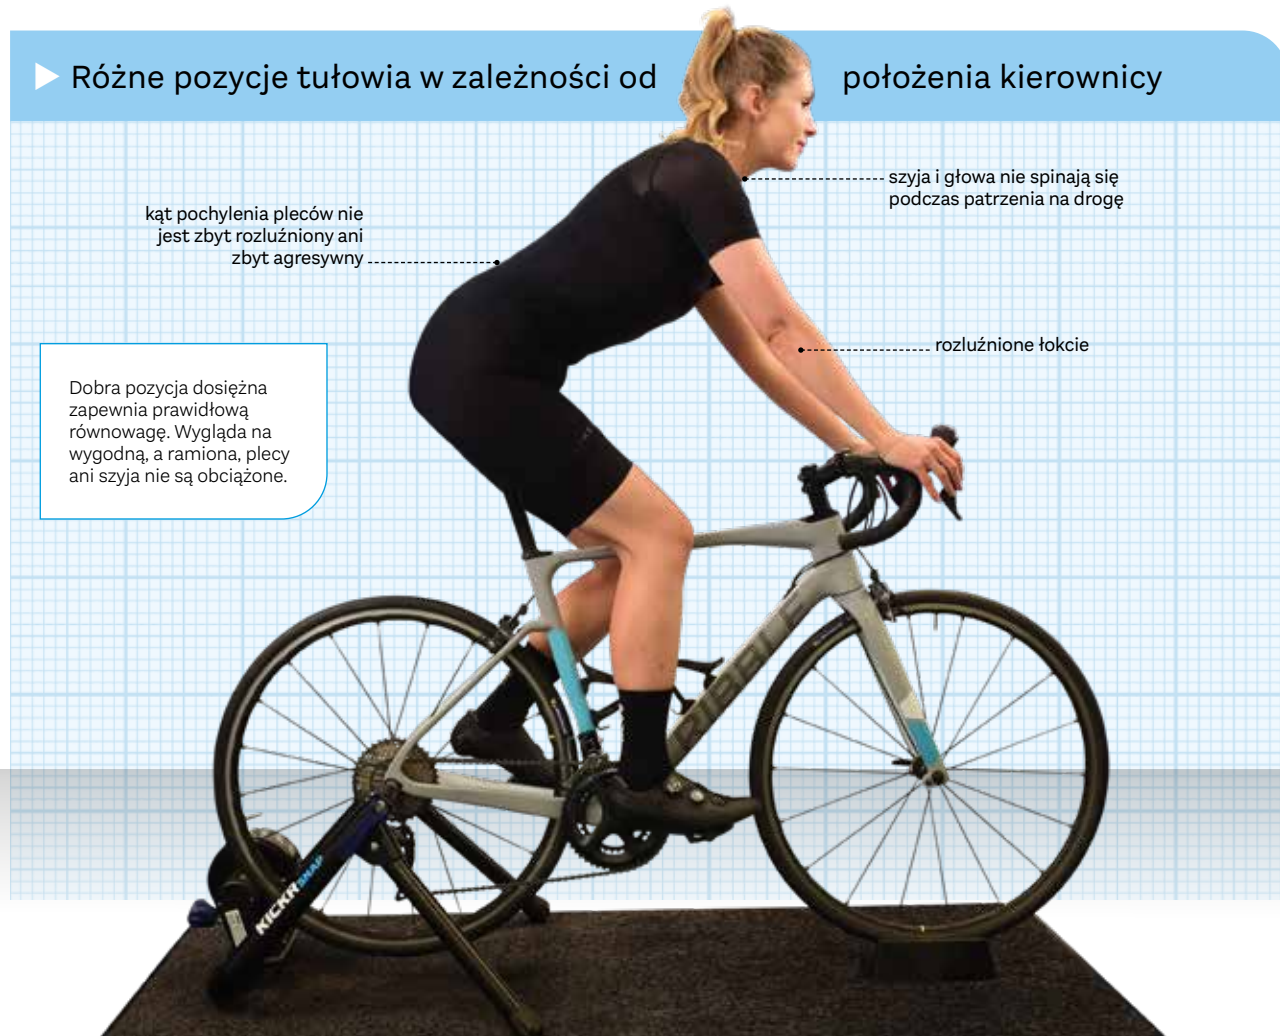 Różne pozycje tułowia w zależności od położenia kierownicy
szyja i głowa nie spinają się
podczas patrzenia na drogę
kąt pochylenia pleców nie
jest zbyt rozluźniony ani
zbyt agresywny
rozluźnione łokcie
Dobra pozycja dosiężna
zapewnia prawidłową
równowagę. Wygląda na
wygodną, a ramiona, plecy
ani szyja nie są obciążone.
RIBBLE
KICKR SNAP